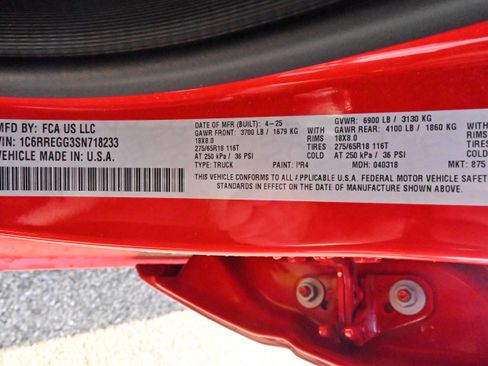 MFD BY: FCA US LLC
VIN: 1C6RREGG3SN718233
VEHICLE MADE IN: U.S.A.
DATE OF MFR (BUILT): 4-25 GVWR: 6900 LB / 3130 KG
GAWR FRONT: 3700 LB / 1679 KG WITH GAWR REAR: 4100 LB / 1860 KG WITH
18X8.0 RIMS 18X8.0 RIMS
275/65R18 116T TIRES 275/65R18 116T TIRES
AT 250 kPa / 36 PSI AT 250 kPa / 36 PSI
TYPE: TRUCK PAINT: PR4 MDH: 040318 MKT: 875
THIS VEHICLE CONFORMS TO ALL APPLICABLE U.S.A. FEDERAL MOTOR VEHICLE SAFET
STANDARDS IN EFFECT ON THE DATE OF MANUFACTURE SHOWN ABOVE.